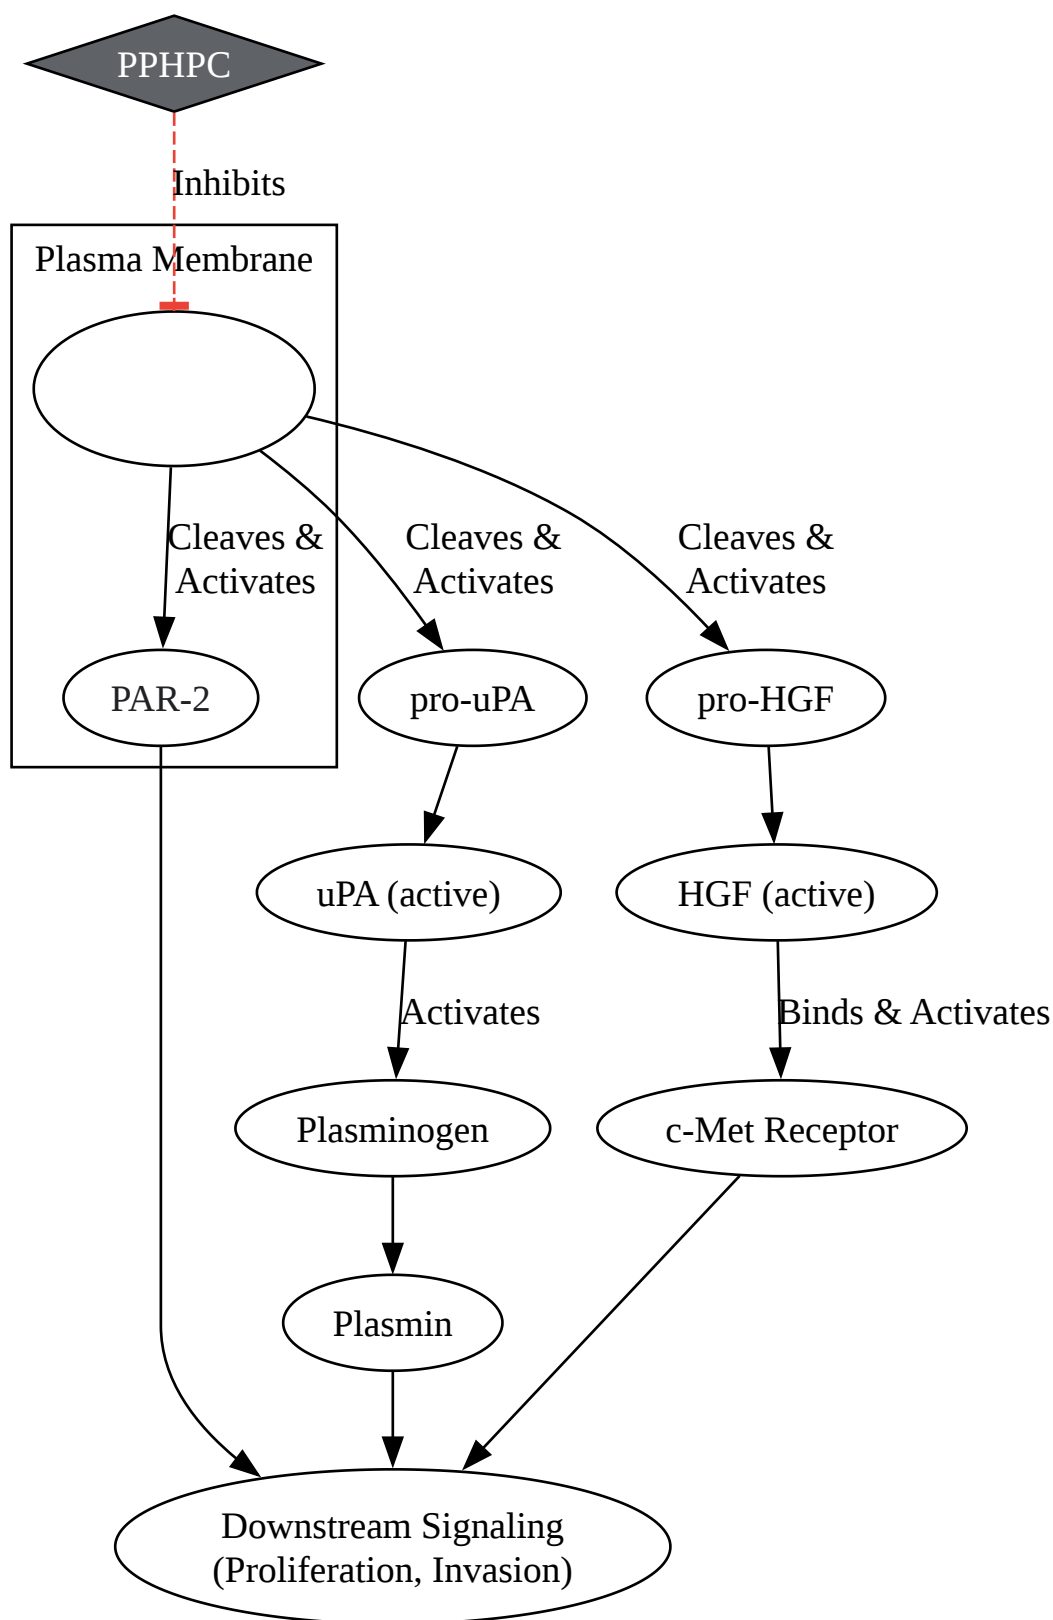 PPHPC
Inhibits
Plasma Membrane
Cleaves &
Activates
Cleaves &
Activates
Cleaves &
Activates
PAR-2
pro-uPA
pro-HGF
uPA (active)
HGF (active)
Activates
Binds & Activates
Plasminogen
c-Met Receptor
Plasmin
Downstream Signaling
(Proliferation, Invasion)